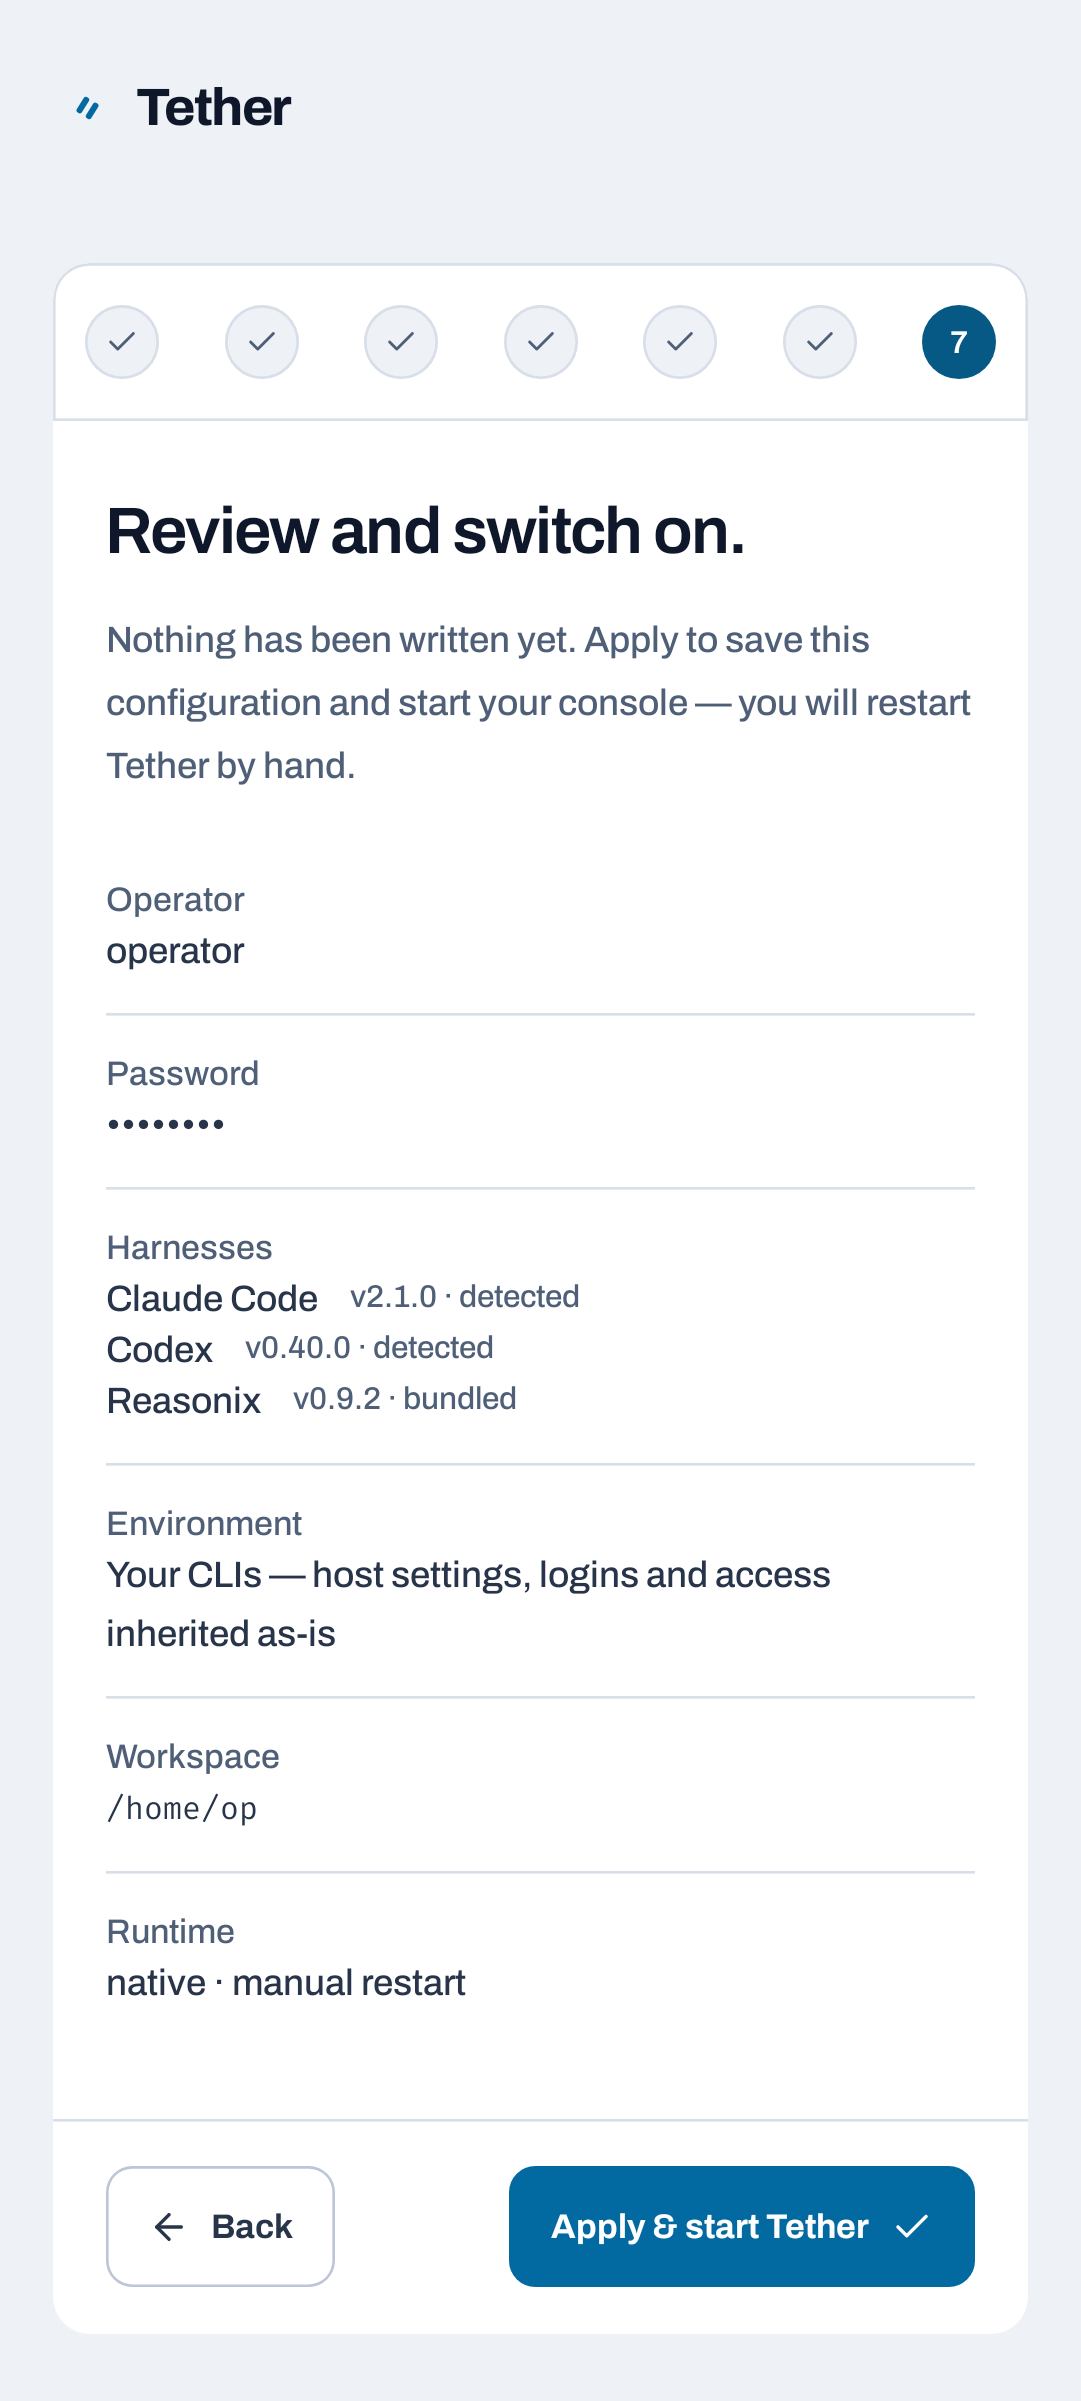 Tether
7
Review and switch on.
Nothing has been written yet. Apply to save this
configuration and start your console — you will restart
Tether by hand.
Operator
operator
Password
••••••••
Harnesses
Claude Code v2.1.0 · detected
Codex v0.40.0 · detected
Reasonix v0.9.2 · bundled
Environment
Your CLIs — host settings, logins and access
inherited as-is
Workspace
/home/op
Runtime
native · manual restart
Back
Apply & start Tether